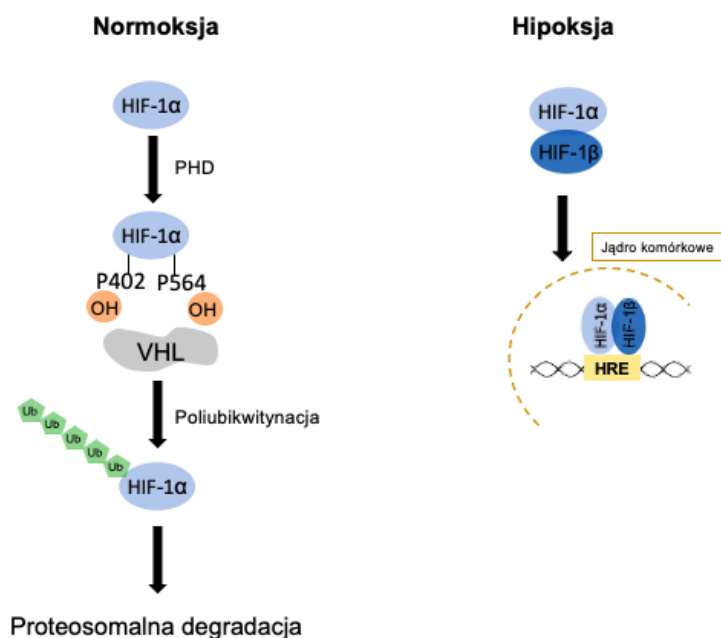 Normoksja
HIF-1α
PHD
HIF-1α
P402 P564
OH OH
VHL
Poliubikwitynacja
Ub
Ub
Ub
Ub
Ub
HIF-1α
Proteosomalna degradacja
Hipoksja
HIF-1α
HIF-1β
Jądro komórkowe
HIF-1α
HIF-1β
HRE